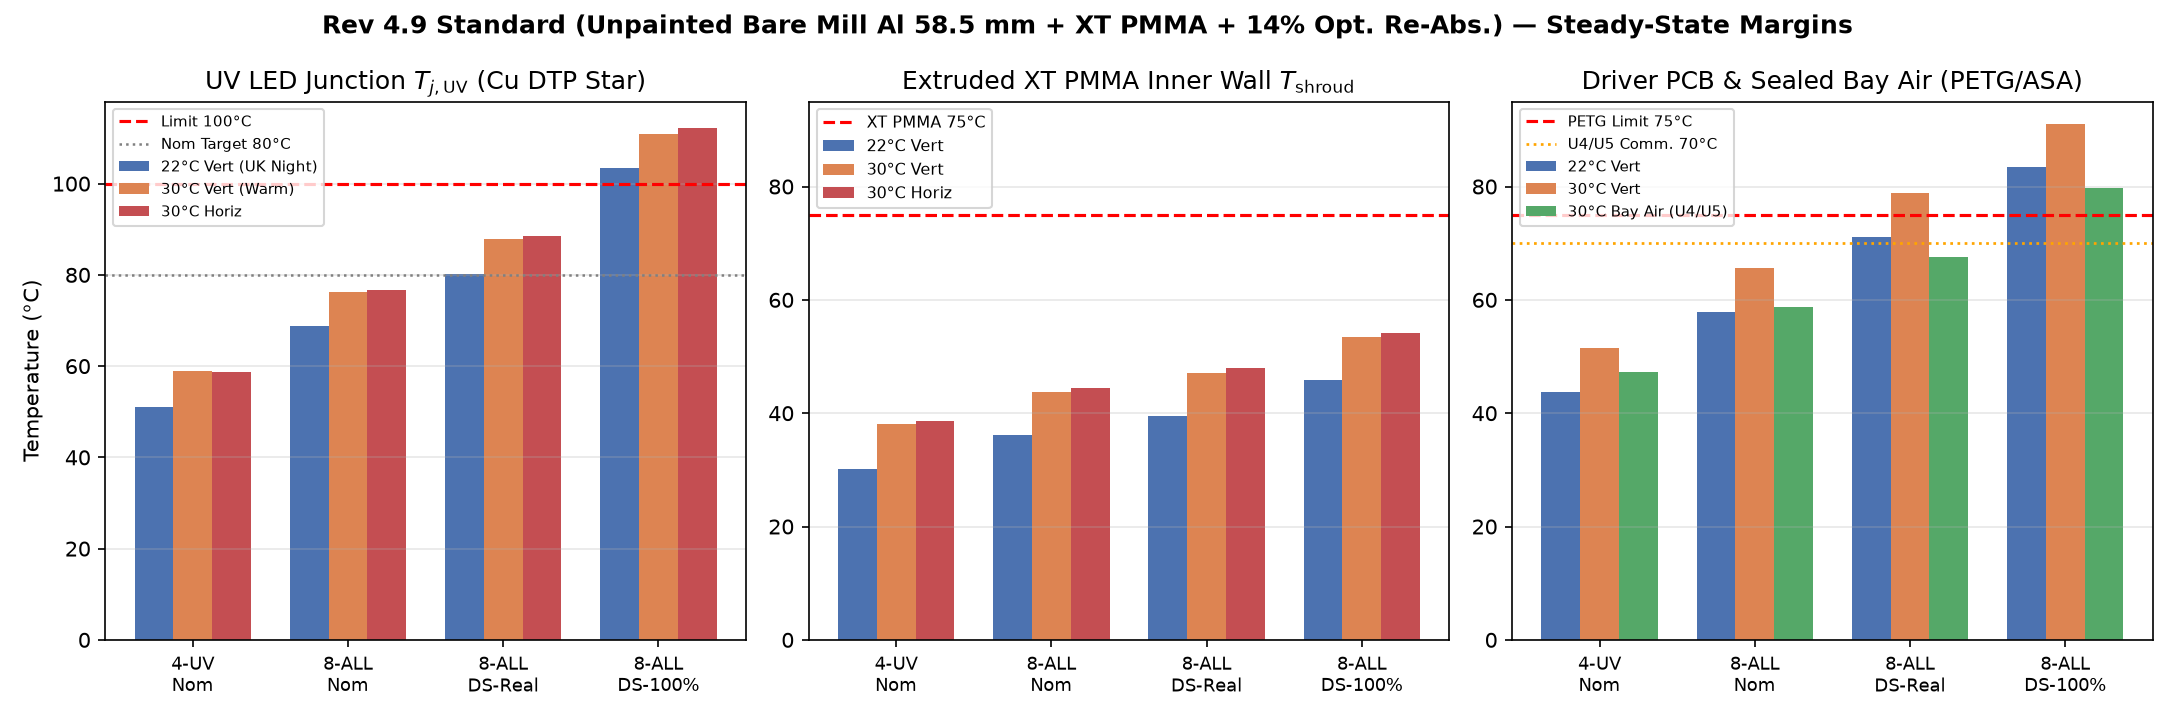 Rev 4.9 Standard (Unpainted Bare Mill Al 58.5 mm + XT PMMA + 14% Opt. Re-Abs.) — Steady-State Margins
UV LED Junction Tj, UV (Cu DTP Star)
Limit 100°C
Nom Target 80°C
22°C Vert (UK Night)
30°C Vert (Warm)
30°C Horiz
Temperature (°C)
100
80
60
40
20
0
4-UV
Nom
8-ALL
Nom
8-ALL
DS-Real
8-ALL
DS-100%
Extruded XT PMMA Inner Wall Tshroud
XT PMMA 75°C
22°C Vert
30°C Vert
30°C Horiz
80
60
40
20
0
4-UV
Nom
8-ALL
Nom
8-ALL
DS-Real
8-ALL
DS-100%
Driver PCB & Sealed Bay Air (PETG/ASA)
PETG Limit 75°C
U4/U5 Comm. 70°C
22°C Vert
30°C Vert
30°C Bay Air (U4/U5)
80
60
40
20
0
4-UV
Nom
8-ALL
Nom
8-ALL
DS-Real
8-ALL
DS-100%